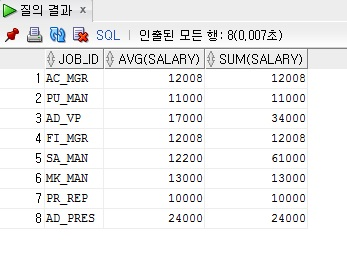 질의 결과 x
SQL | 인출된 모든 행: 8(0,007초)
JOB_ID AVG(SALARY) SUM(SALARY)
1 AC_MGR 12008 12008
2 PU_MAN 11000 11000
3 AD_VP 17000 34000
4 FI_MGR 12008 12008
5 SA_MAN 12200 61000
6 MK_MAN 13000 13000
7 PR_REP 10000 10000
8 AD_PRES 24000 24000